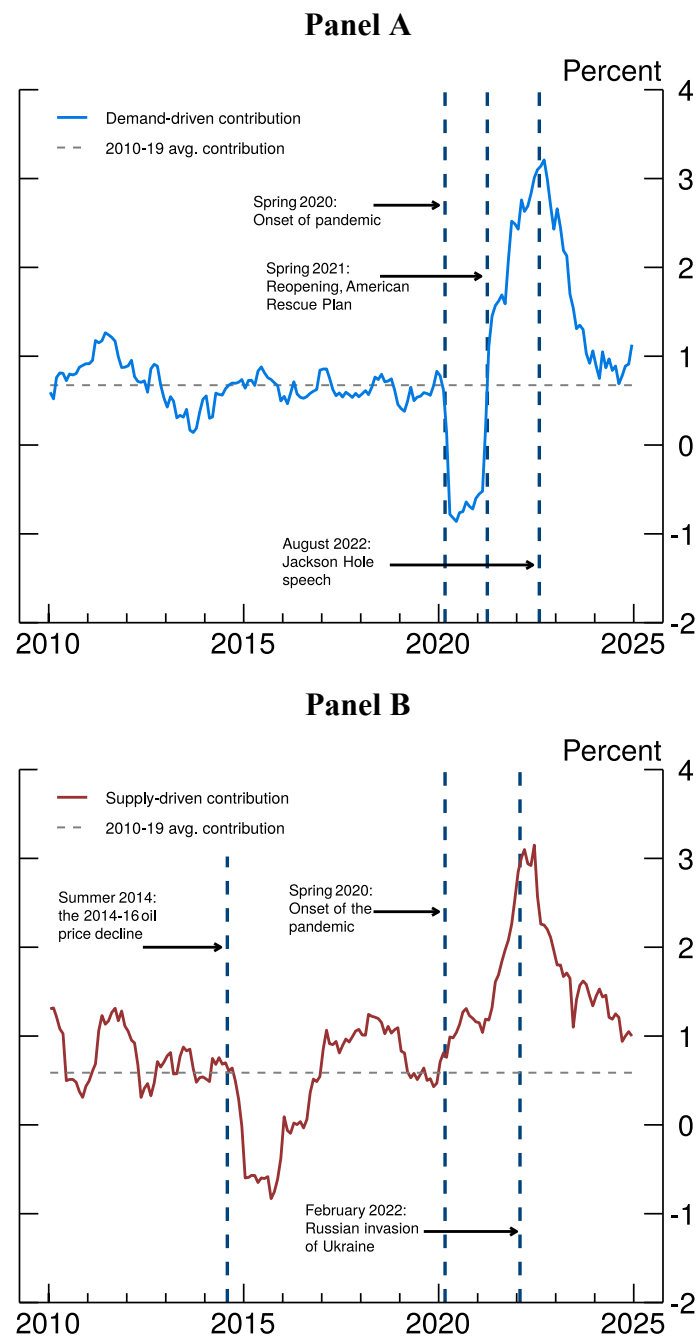 Panel A
Percent
Demand-driven contribution
2010-19 avg. contribution
Spring 2020:
Onset of pandemic
Spring 2021:
Reopening, American
Rescue Plan
August 2022:
Jackson Hole
speech
4
3
2
1
0
-1
-2
2010 2015 2020 2025
Panel B
Percent
Supply-driven contribution
2010-19 avg. contribution
Summer 2014:
the 2014-16 oil
price decline
Spring 2020:
Onset of the
pandemic
February 2022:
Russian invasion
of Ukraine
4
3
2
1
0
-1
-2
2010 2015 2020 2025